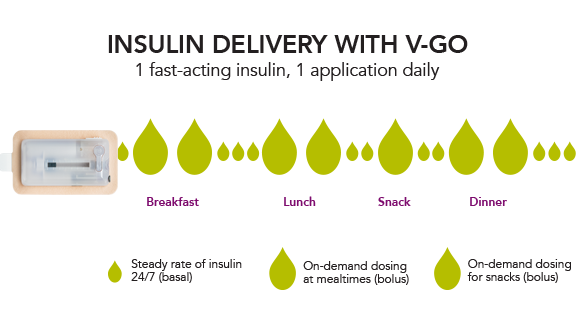 INSULIN DELIVERY WITH V-GO
1 fast-acting insulin, 1 application daily
Breakfast
Lunch
Snack
Dinner
Steady rate of insulin
24/7 (basal)
On-demand dosing
at mealtimes (bolus)
On-demand dosing
for snacks (bolus)